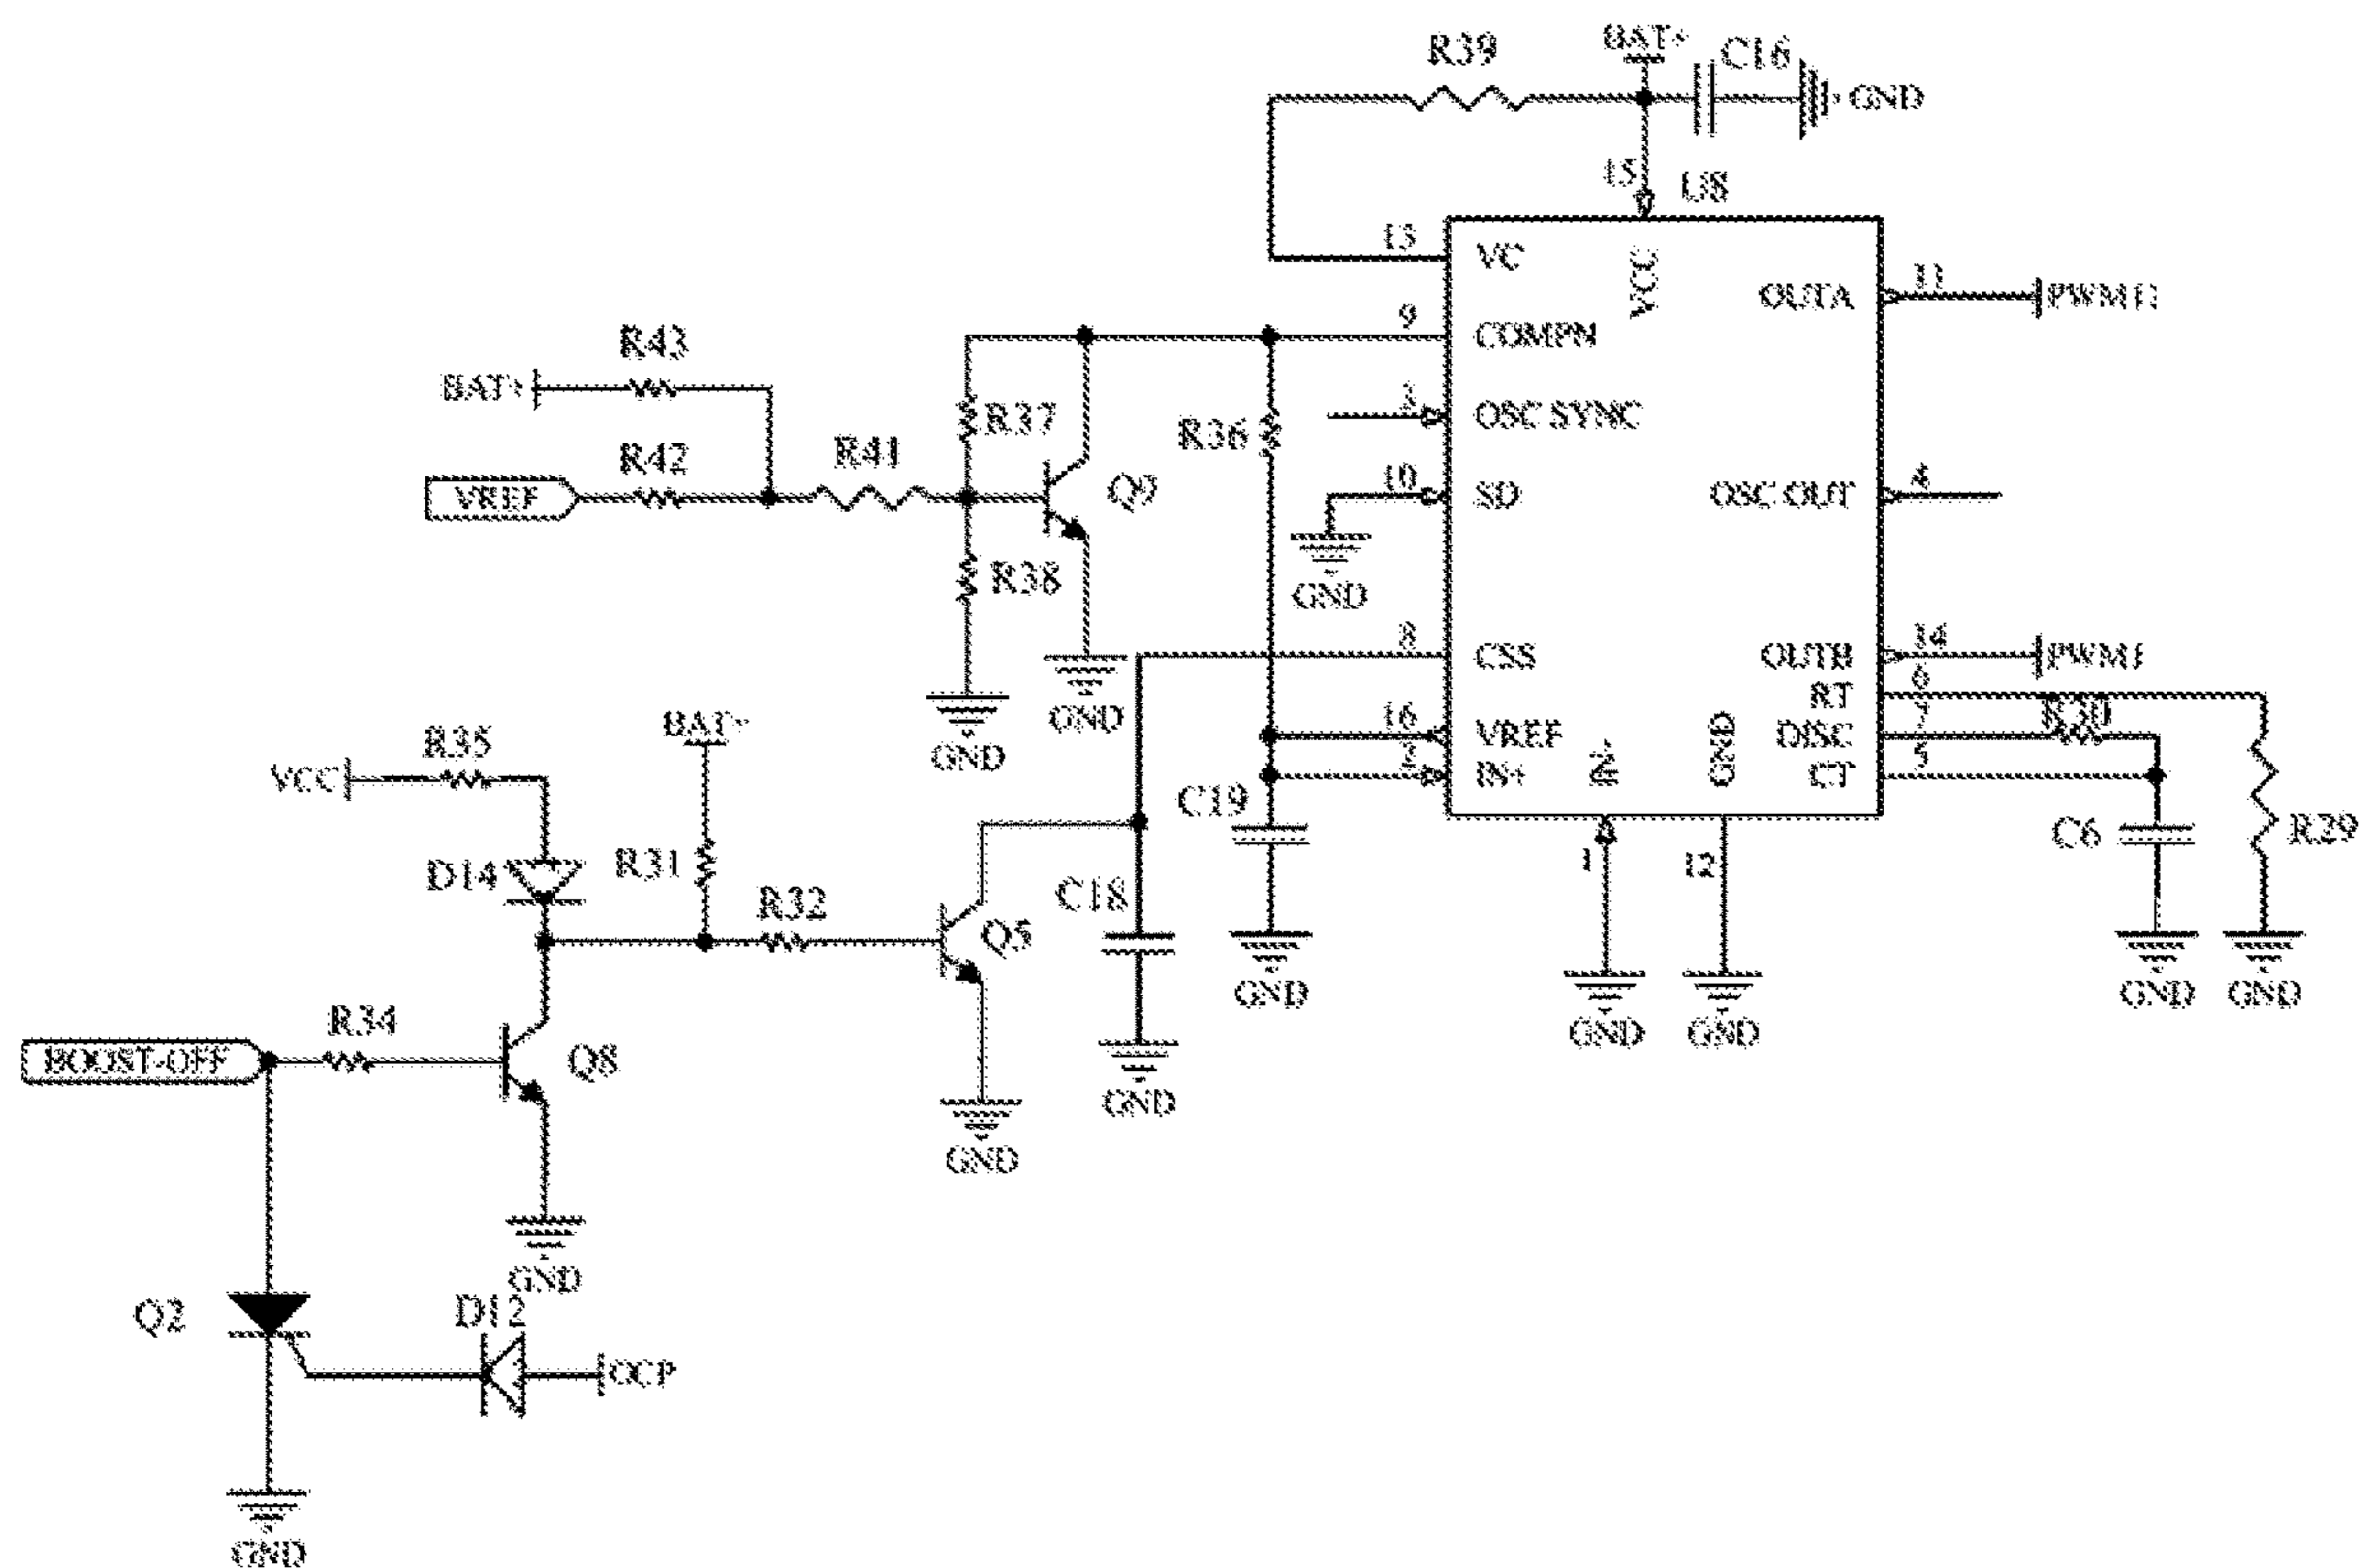 R39
BAT+
C16
GND
15
U8
13
VC
VCC
OUTA
11
R43
BAT+
9
COMPN
R37
R36
OSC SYNC
R42
R41
VREF
Q9
10
SD
OSC OUT
4
GND
R38
8
CSS
OUTB
14
PWM1
RT
6
GND
GND
BAT+
R35
VCC
16
VREF
2
IN+
IN-
GND
DISC
7
R30
CT
5
C19
C6
R29
D14
R31
R32
C18
Q5
1
12
GND
GND
GND
GND
GND
R34
BOOST-OFF
Q8
GND
GND
GND
Q2
D12
OCP
GND